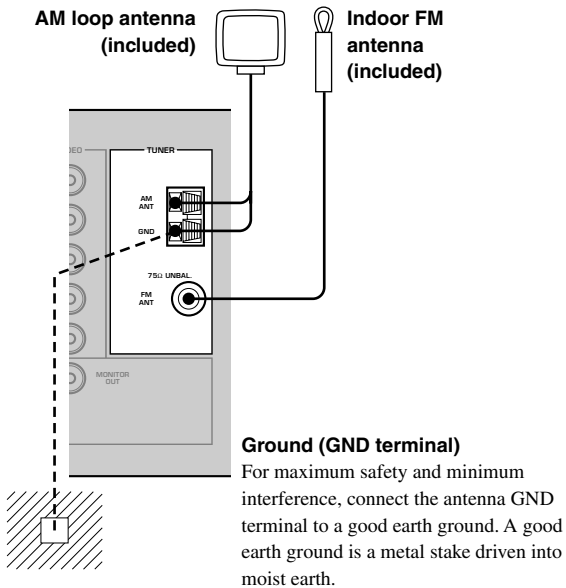 AM loop antenna
(included)
Indoor FM
antenna
(included)
TUNER
AM
ANT
GND
75Ω UNBAL.
FM
ANT
MONITOR
OUT
Ground (GND terminal)
For maximum safety and minimum
interference, connect the antenna GND
terminal to a good earth ground. A good
earth ground is a metal stake driven into
moist earth.